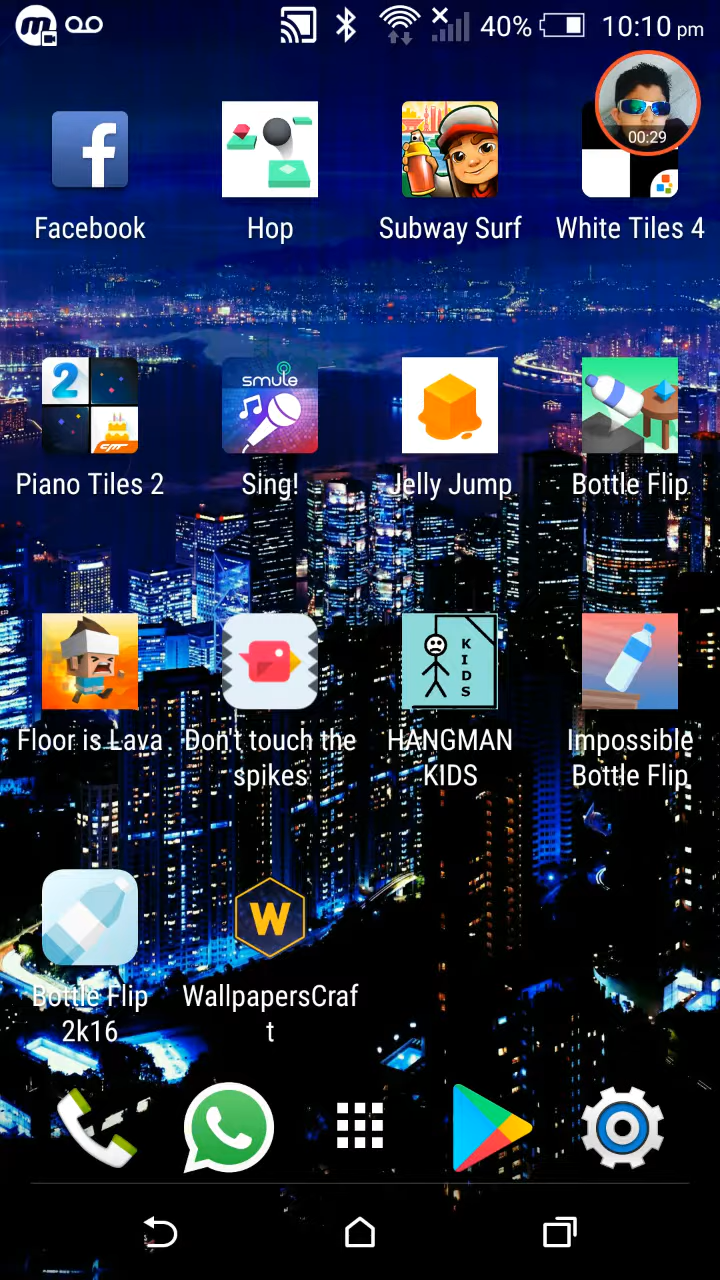 m
40%
10:10 pm
00:29
Facebook
Hop
Subway Surf
White Tiles 4
2
smule
Piano Tiles 2
Sing!
Jelly Jump
Bottle Flip
KIDS
Floor is Lava
Don't touch the
spikes
HANGMAN
KIDS
Impossible
Bottle Flip
W
Bottle Flip
2k16
WallpapersCraf
t